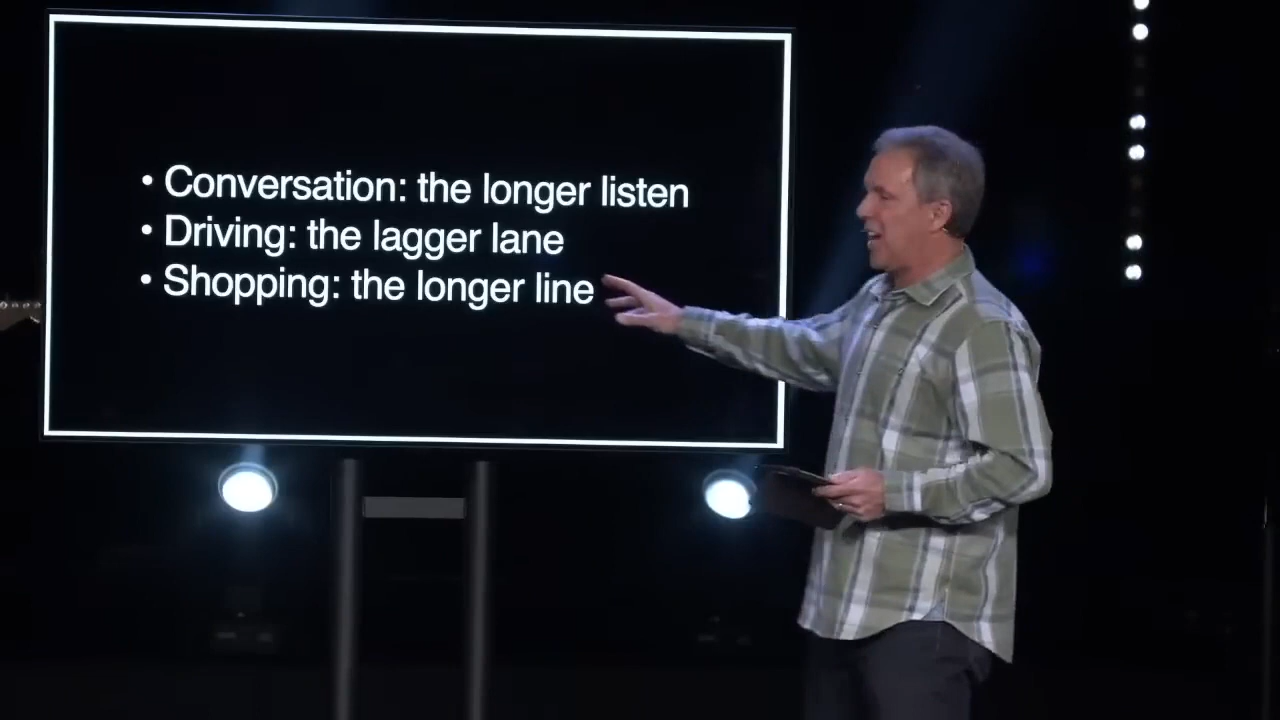 • Conversation: the longer listen
• Driving: the lagger lane
• Shopping: the longer line